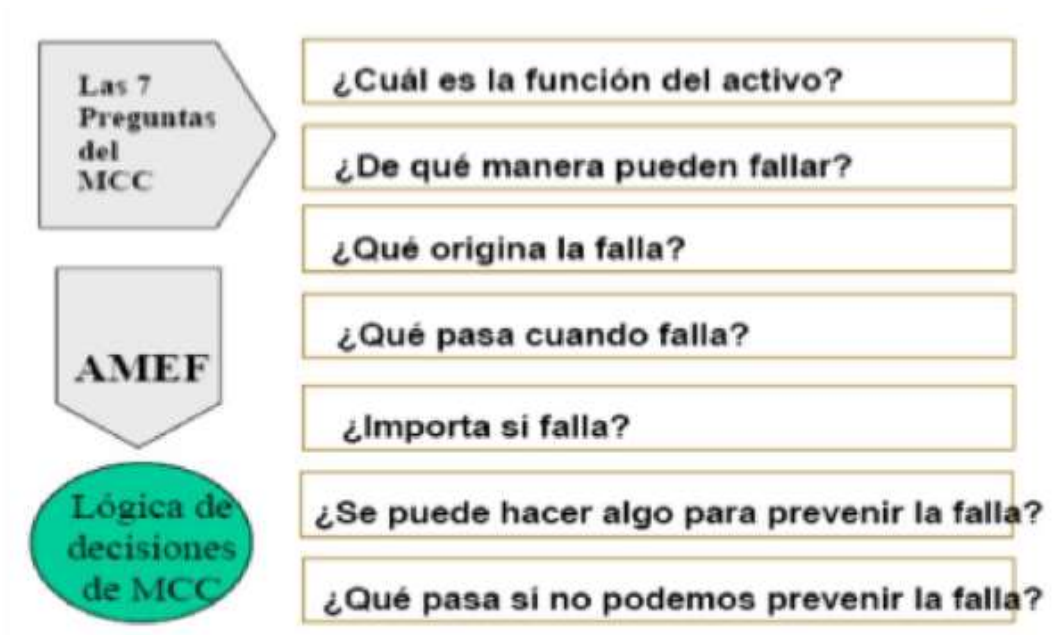 Las 7
Preguntas
del
MCC
AMEF
Lógica de
decisiones
de MCC
¿Cuál es la función del activo?
¿De qué manera pueden fallar?
¿Qué origina la falla?
¿Qué pasa cuando falla?
¿Importa si falla?
¿Se puede hacer algo para prevenir la falla?
¿Qué pasa si no podemos prevenir la falla?